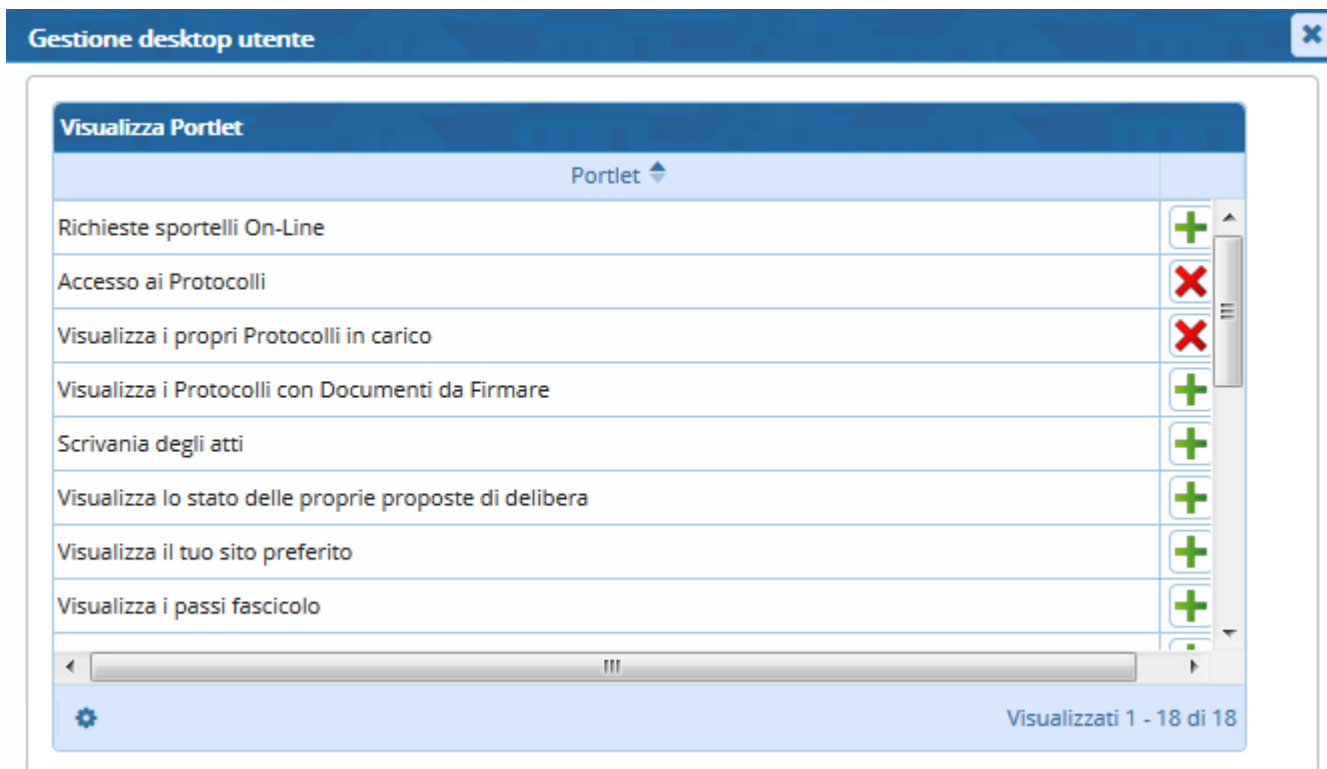 Gestione desktop utente
Visualizza Portlet
Portlet
Richieste sportelli On-Line
Accesso ai Protocolli
Visualizza i propri Protocolli in carico
Visualizza i Protocolli con Documenti da Firmare
Scrivania degli atti
Visualizza lo stato delle proprie proposte di delibera
Visualizza il tuo sito preferito
Visualizza i passi fascicolo
Visualizzati 1 - 18 di 18